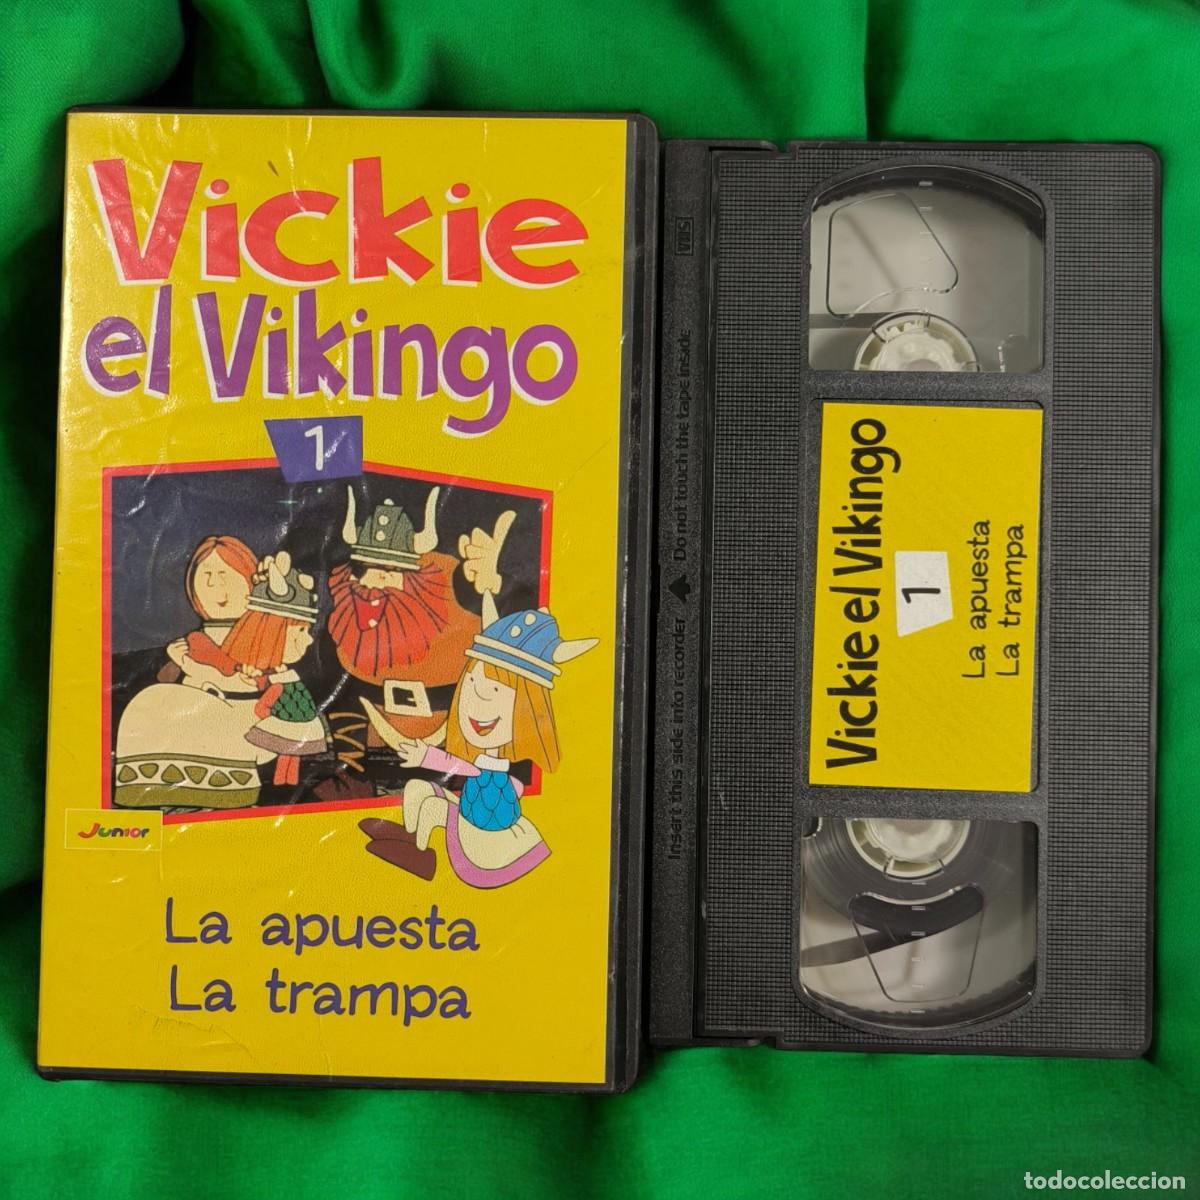 Vickie
el Vikingo
1
Junior
La apuesta
La trampa
VHS
Insert this side into recorder Do not touch the tape inside
Vickie el Vikingo
1
La apuesta
La trampa
todocoleccion